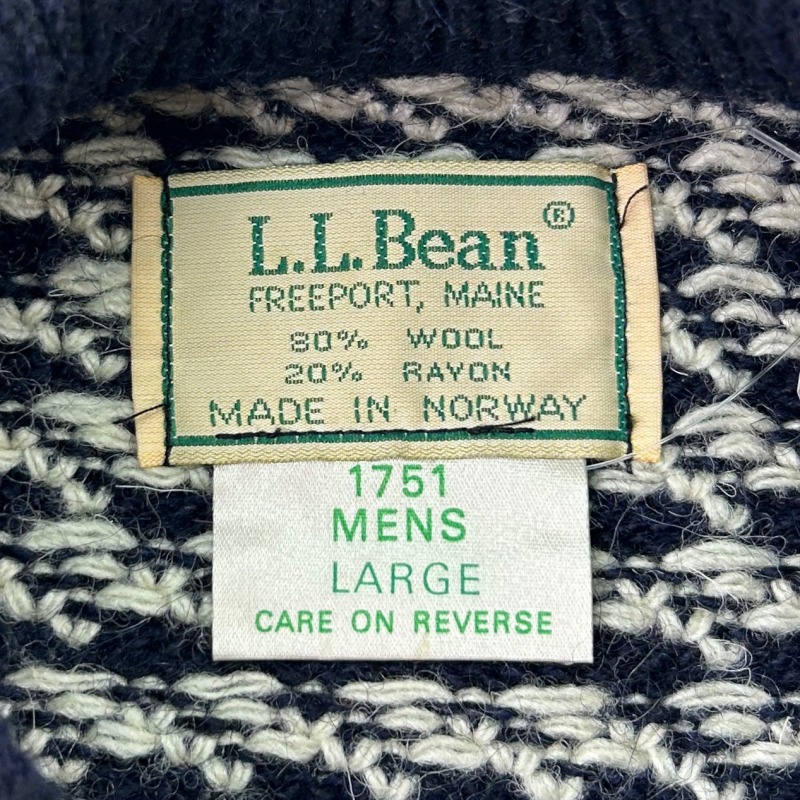 L.L.Bean®
FREEPORT, MAINE
80% WOOL
20% RAYON
MADE IN NORWAY
1751
MENS
LARGE
CARE ON REVERSE